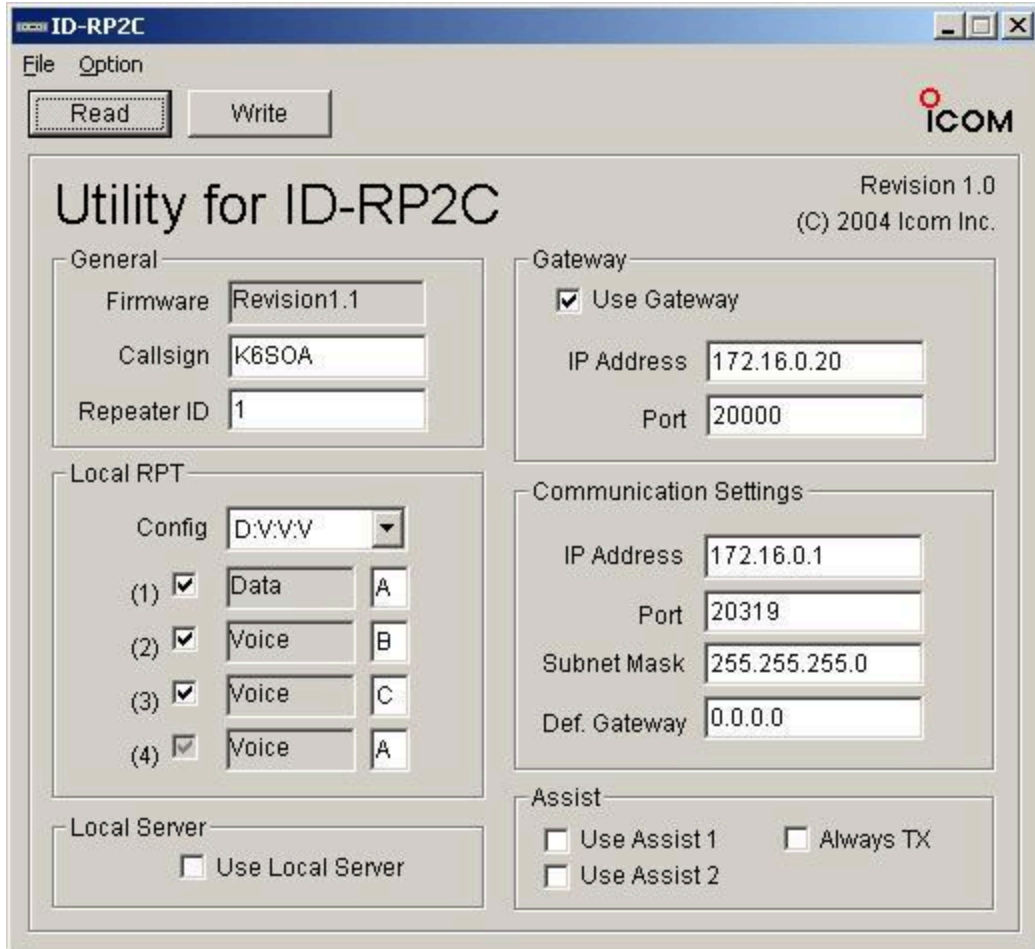 ICOM ID-RP2C
File Option
Read Write
ICOM
Utility for ID-RP2C
Revision 1.0
(C) 2004 Icom Inc.
General
Firmware Revision1.1
Callsign K6SOA
Repeater ID 1
Local RPT
Config D:V:V:V
(1) Data A
(2) Voice B
(3) Voice C
(4) Voice A
Local Server
Use Local Server
Gateway
Use Gateway
IP Address 172.16.0.20
Port 20000
Communication Settings
IP Address 172.16.0.1
Port 20319
Subnet Mask 255.255.255.0
Def. Gateway 0.0.0.0
Assist
Use Assist 1 Always TX
Use Assist 2